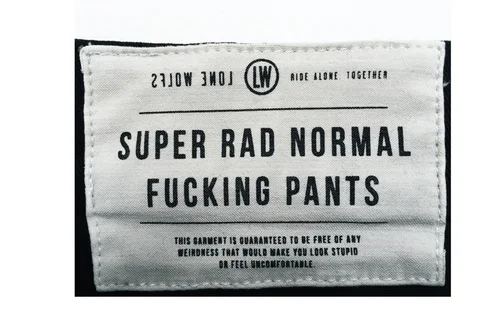 LONE WOLFS LW RIDE ALONE TOGETHER
SUPER RAD NORMAL
FUCKING PANTS
THIS GARMENT IS GUARANTEED TO BE FREE OF ANY
WEIRDNESS THAT WOULD MAKE YOU LOOK STUPID
OR FEEL UNCOMFORTABLE.